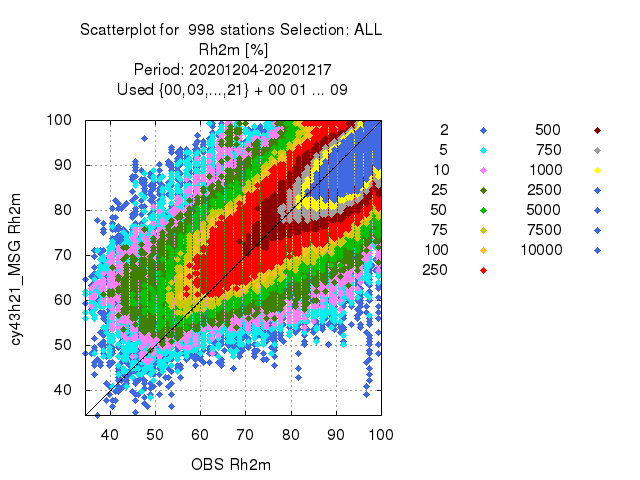 Scatterplot for  998 stations Selection: ALL
Rh2m [%]
Period: 20201204-20201217
Used {00,03,...,21} + 00 01 ... 09
cy43h21_MSG Rh2m
100
90
80
70
60
50
40
40 50 60 70 80 90 100
OBS Rh2m
2 500
5 750
10 1000
25 2500
50 5000
75 7500
100 10000
250